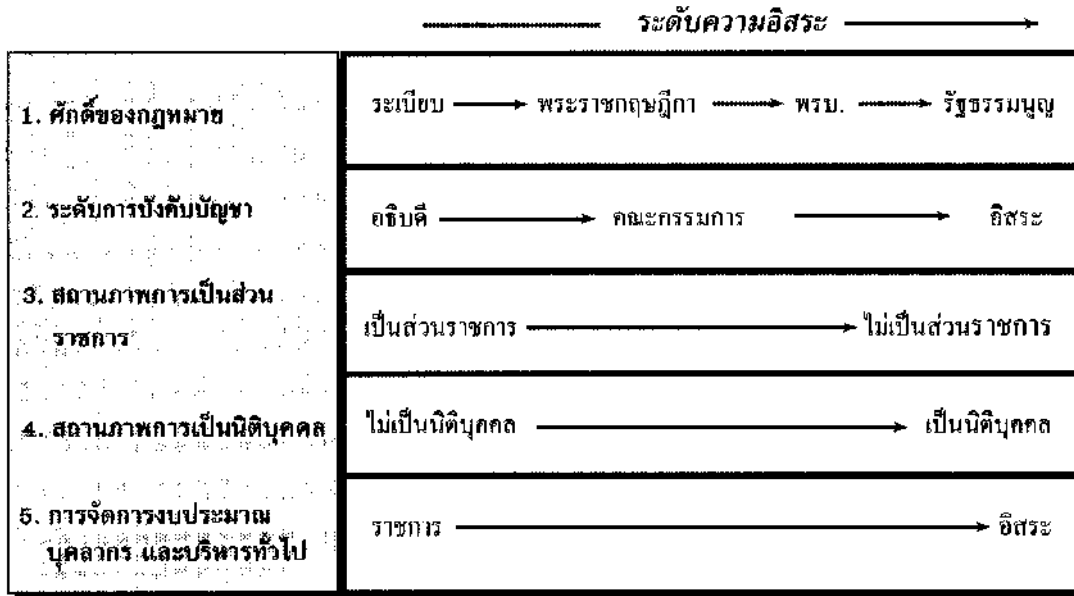 ระดับความอิสระ
1. ศักดิ์ของกฎหมาย
ระเบียบ พระราชกฤษฎีกา พรบ. รัฐธรรมนูญ
2. ระดับการบังคับบัญชา
อธิบดี คณะกรรมการ อิสระ
3. สถานภาพการเป็นส่วน
ราชการ
เป็นส่วนราชการ ไม่เป็นส่วนราชการ
4. สถานภาพการเป็นนิติบุคคล
ไม่เป็นนิติบุคคล เป็นนิติบุคคล
5. การจัดการงบประมาณ
บุคลากร และบริหารทั่วไป
ราชการ อิสระ